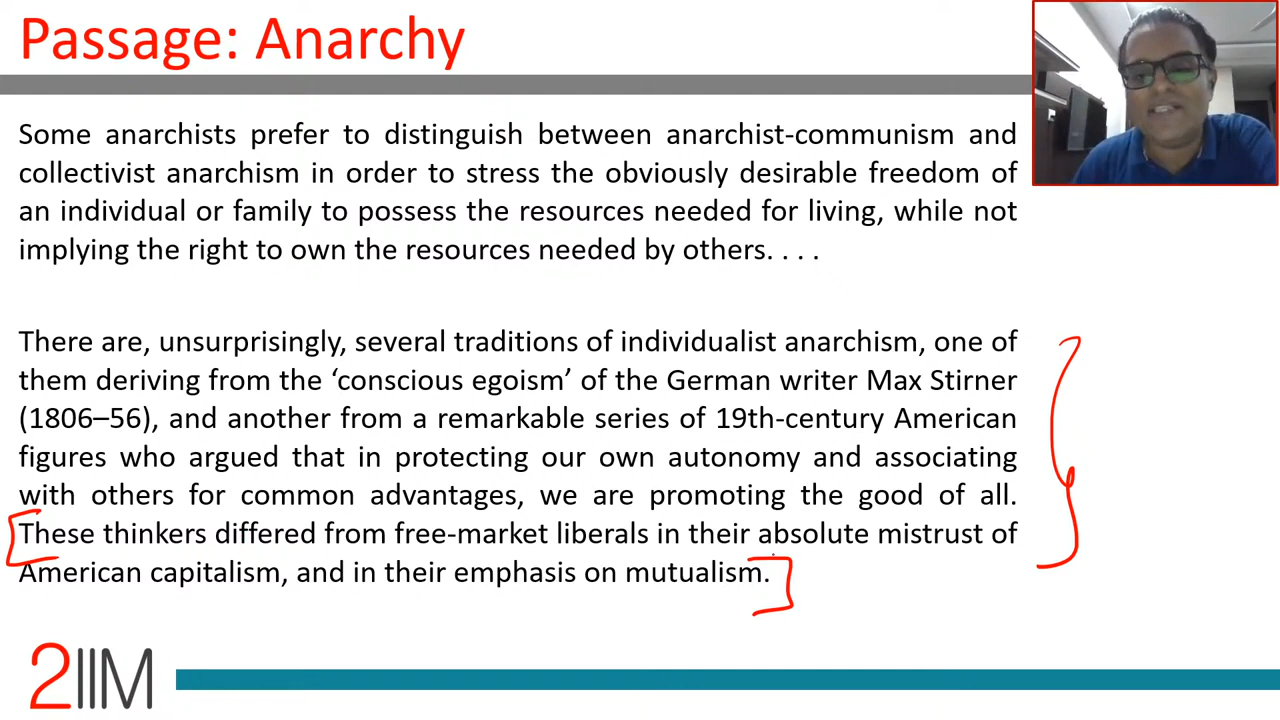 Passage: Anarchy
Some anarchists prefer to distinguish between anarchist-communism and
collectivist anarchism in order to stress the obviously desirable freedom of
an individual or family to possess the resources needed for living, while not
implying the right to own the resources needed by others. . . .
There are, unsurprisingly, several traditions of individualist anarchism, one of
them deriving from the ‘conscious egoism’ of the German writer Max Stirner
(1806–56), and another from a remarkable series of 19th-century American
figures who argued that in protecting our own autonomy and associating
with others for common advantages, we are promoting the good of all.
These thinkers differed from free-market liberals in their absolute mistrust of
American capitalism, and in their emphasis on mutualism.
2IIM